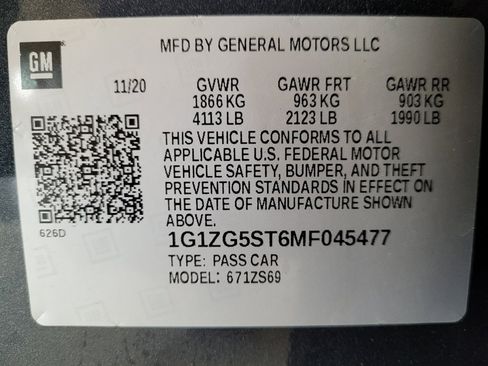 GM
MFD BY GENERAL MOTORS LLC
11/20 GVWR GAWR FRT GAWR RR
1866 KG 963 KG 903 KG
4113 LB 2123 LB 1990 LB
THIS VEHICLE CONFORMS TO ALL
APPLICABLE U.S. FEDERAL MOTOR
VEHICLE SAFETY, BUMPER, AND THEFT
PREVENTION STANDARDS IN EFFECT ON
THE DATE OF MANUFACTURE SHOWN
ABOVE.
626D
1G1ZG5ST6MF045477
TYPE: PASS CAR
MODEL: 671ZS69